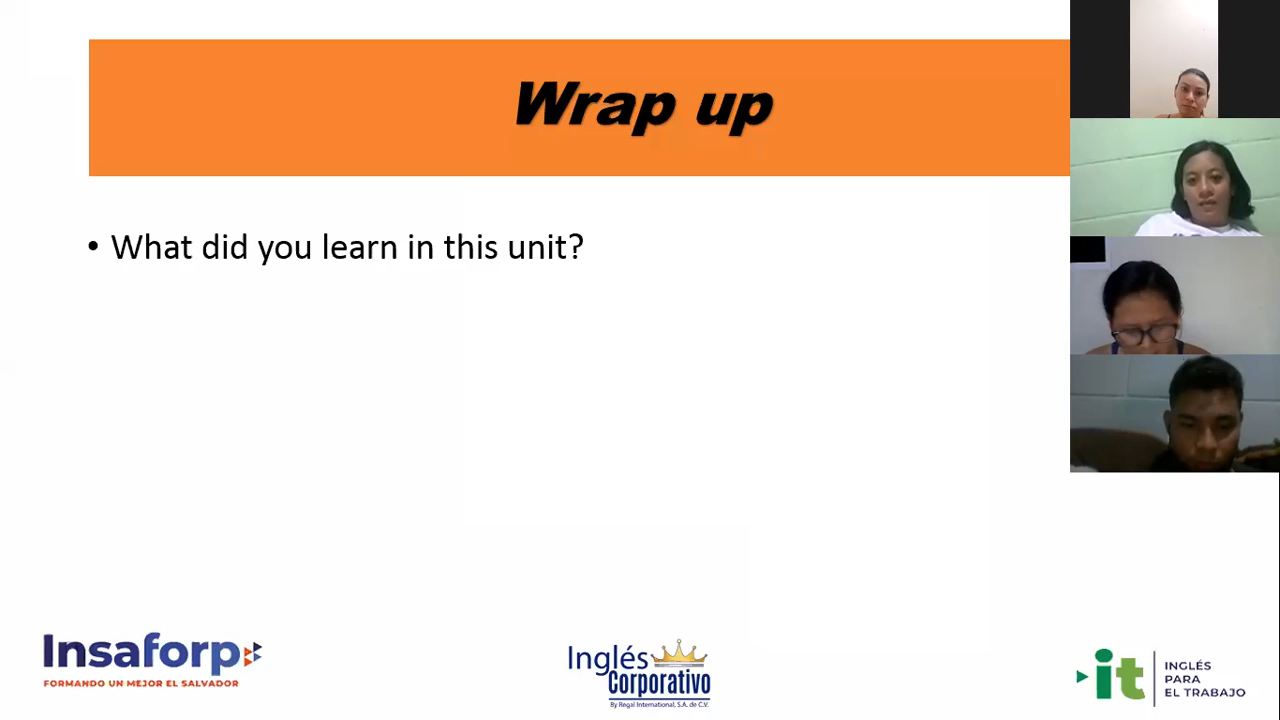 Wrap up
• What did you learn in this unit?
Insaforp
FORMANDO UN MEJOR EL SALVADOR
Inglés
Corporativo
By Regal International, S.A. de C.V.
it
INGLÉS
PARA
EL TRABAJO